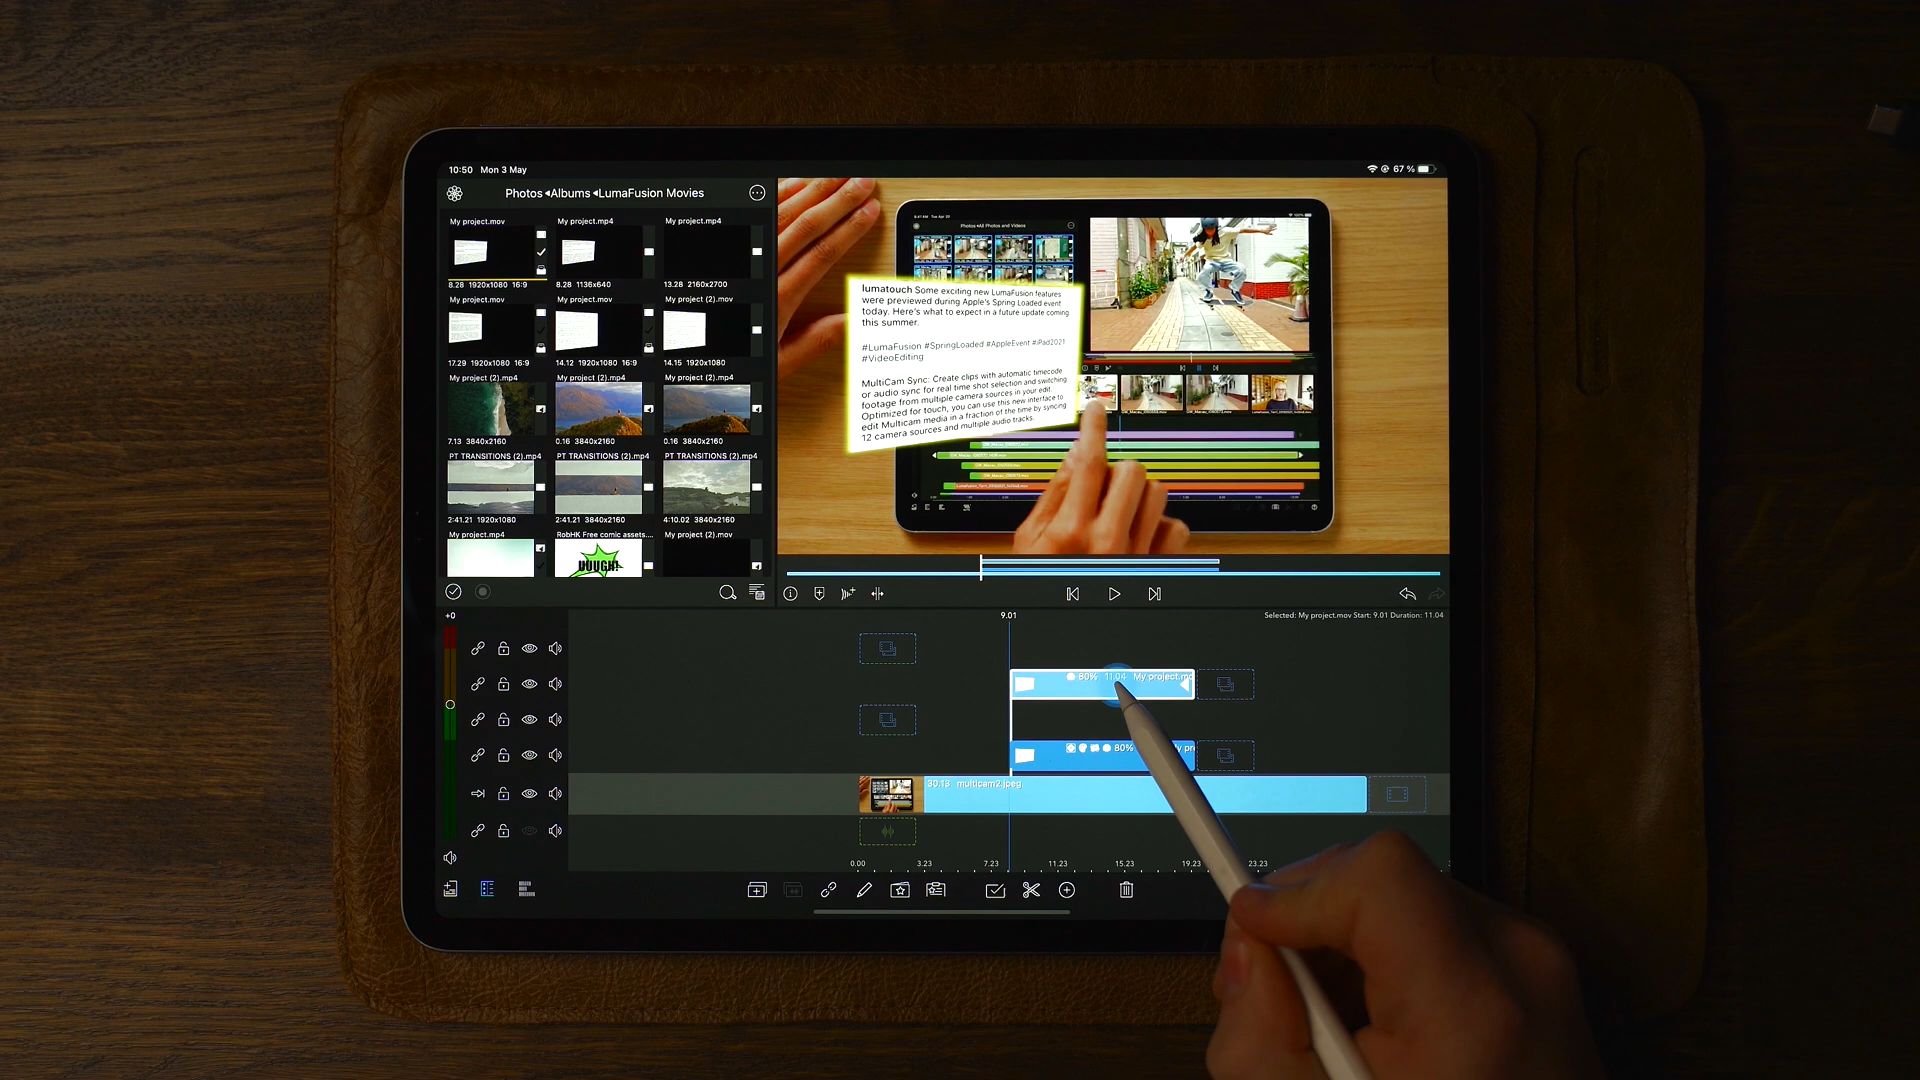 10:50 Mon 3 May
67 %
Photos ◂Albums ◂LumaFusion Movies
My project.mov
My project.mp4
My project.mp4
8.28 1920x1080 16:9
8.28 1136x640
13.28 2160x2700
My project.mov
My project.mov
My project (2).mov
17.29 1920x1080 16:9
14.12 1920x1080 16:9
14.15 1920x1080
My project (2).mp4
My project (2).mp4
My project (2).mp4
7.13 3840x2160
0.16 3840x2160
0.16 3840x2160
PT TRANSITIONS (2).mp4
PT TRANSITIONS (2).mp4
PT TRANSITIONS (2).mp4
2:41.21 1920x1080
2:41.21 3840x2160
4:10.02 3840x2160
My project.mp4
RobHK Free comic assets....
My project (2).mov
UUUGH!
Photos ◂All Photos and Videos
lumatouch Some exciting new LumaFusion features
were previewed during Apple's Spring Loaded event
today. Here's what to expect in a future update coming
this summer.
#LumaFusion #SpringLoaded #AppleEvent #iPad2021
#VideoEditing
MultiCam Sync: Create clips with automatic timecode
or audio sync for real time shot selection and switching
footage from multiple camera sources in your edit.
Optimized for touch, you can use this new interface to
edit Multicam media in a fraction of the time by syncing
12 camera sources and multiple audio tracks.
+0
9.01
Selected: My project.mov Start: 9.01 Duration: 11.04
80% 11.04 My project.mo
80%
y pr
30:13 multicam2.jpeg
0.00 3.23 7.23 11.23 15.23 19.23 23.23